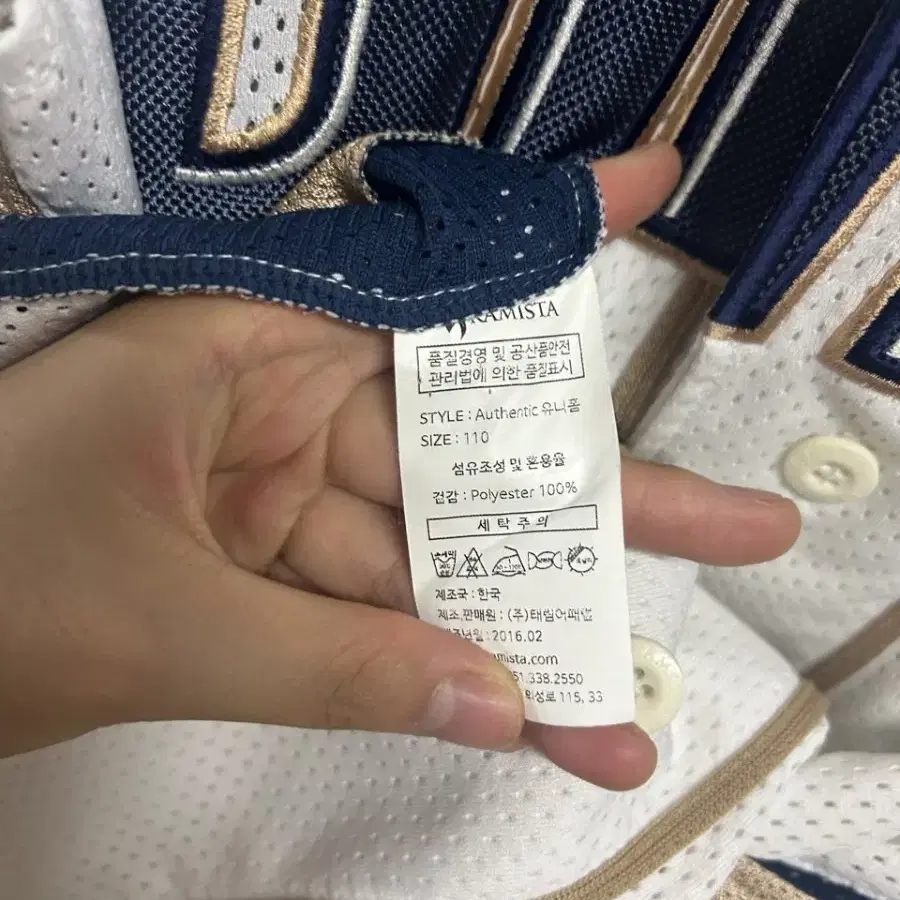 RAMISTA
품질경영 및 공산품안전
관리법에 의한 품질표시
STYLE : Authentic 유니폼
SIZE : 110
섬유조성 및 혼용율
겉감 : Polyester 100%
세 탁 주 의
제조국 : 한국
제조,판매원 : (주)태림어패럴
: 2016.02
mista.com
51.338.2550
115, 33